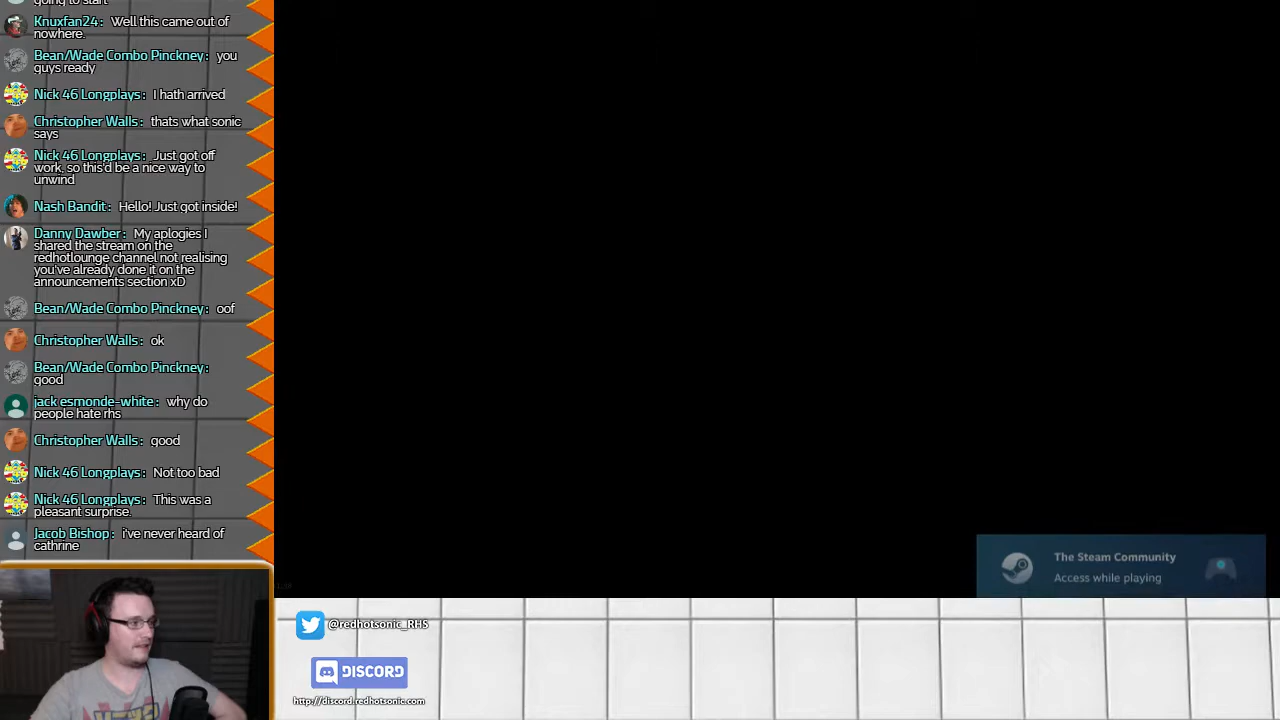 going to start
Knuxfan24: Well this came out of
nowhere.
Bean/Wade Combo Pinckney: you
guys ready
Nick 46 Longplays: I hath arrived
Christopher Walls: thats what sonic
says
Nick 46 Longplays: Just got off
work, so this'd be a nice way to
unwind
Nash Bandit: Hello! Just got inside!
Danny Dawber: My aplogies I
shared the stream on the
redhotlounge channel not realising
you've already done it on the
announcements section xD
Bean/Wade Combo Pinckney: oof
Christopher Walls: ok
Bean/Wade Combo Pinckney:
good
jack esmonde-white: why do
people hate rhs
Christopher Walls: good
Nick 46 Longplays: Not too bad
Nick 46 Longplays: This was a
pleasant surprise.
Jacob Bishop: i've never heard of
cathrine
The Steam Community
Access while playing
@redhotsonic_RHS
DISCORD
http://discord.redhotsonic.com